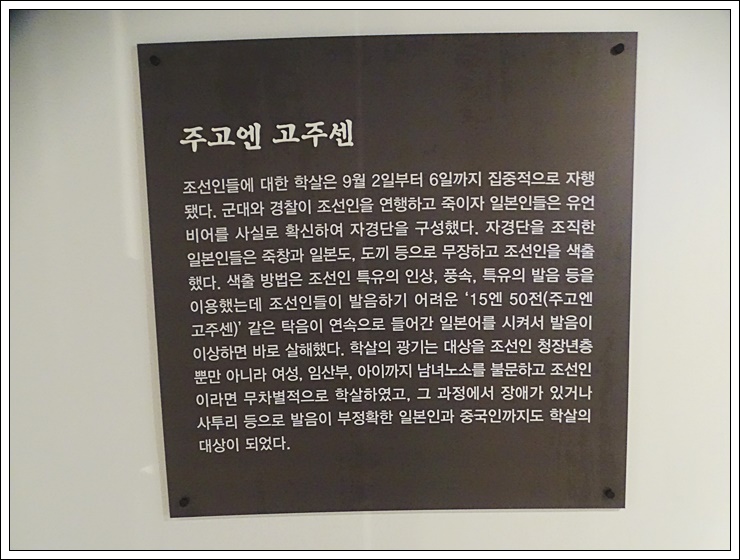 주고엔 고주센
조선인들에 대한 학살은 9월 2일부터 6일까지 집중적으로 자행
됐다. 군대와 경찰이 조선인을 연행하고 죽이자 일본인들은 유언
비어를 사실로 확신하여 자경단을 구성했다. 자경단을 조직한
일본인들은 죽창과 일본도, 도끼 등으로 무장하고 조선인을 색출
했다. 색출 방법은 조선인 특유의 인상, 풍속, 특유의 발음 등을
이용했는데 조선인들이 발음하기 어려운 ‘15엔 50전(주고엔
고주센)’ 같은 탁음이 연속으로 들어간 일본어를 시켜서 발음이
이상하면 바로 살해했다. 학살의 광기는 대상을 조선인 청장년층
뿐만 아니라 여성, 임산부, 아이까지 남녀노소를 불문하고 조선인
이라면 무차별적으로 학살하였고, 그 과정에서 장애가 있거나
사투리 등으로 발음이 부정확한 일본인과 중국인까지도 학살의
대상이 되었다.